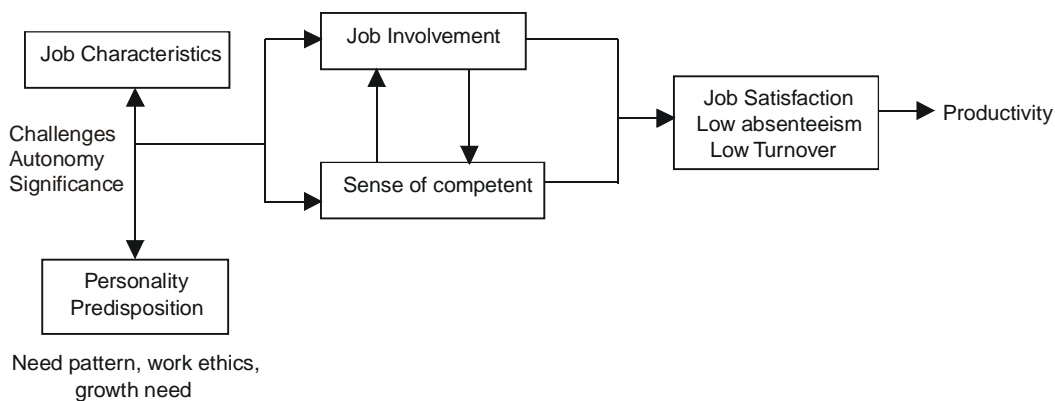 Job Characteristics
Challenges
Autonomy
Significance
Personality
Predisposition
Need pattern, work ethics,
growth need
Job Involvement
Sense of competent
Job Satisfaction
Low absenteeism
Low Turnover
Productivity